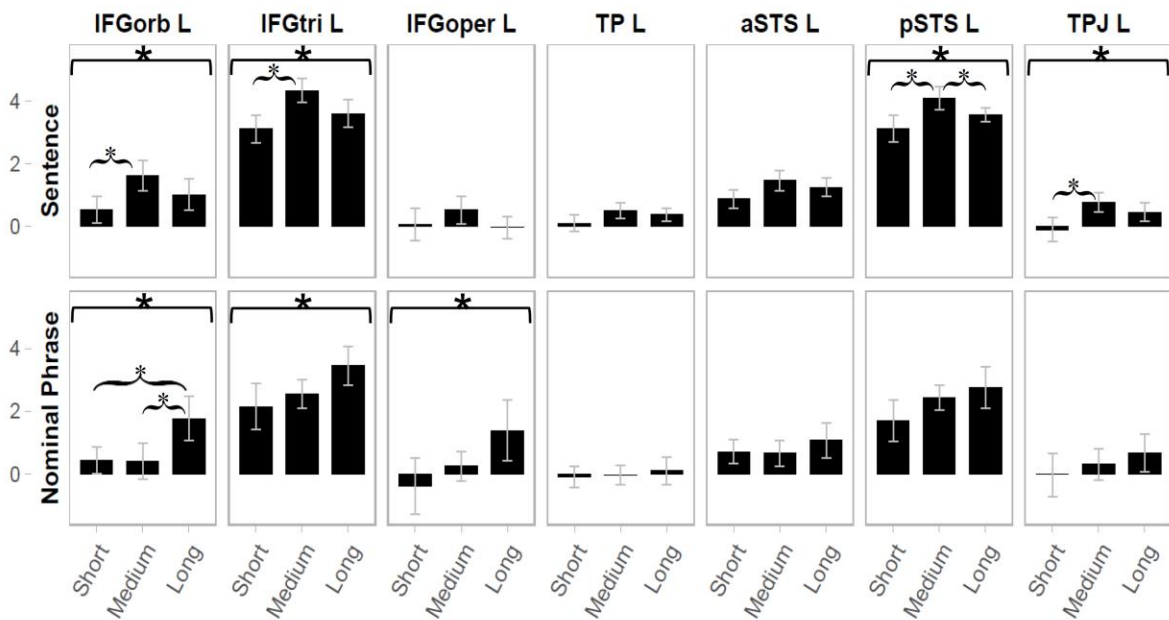 IFGorb L IFGtri L IFGoper L TP L aSTS L pSTS L TPJ L
* * * *
* * * * *
Sentence
4
2
0
* * *
* *
Nominal Phrase
4
2
0
Short Medium Long Short Medium Long Short Medium Long Short Medium Long Short Medium Long Short Medium Long Short Medium Long